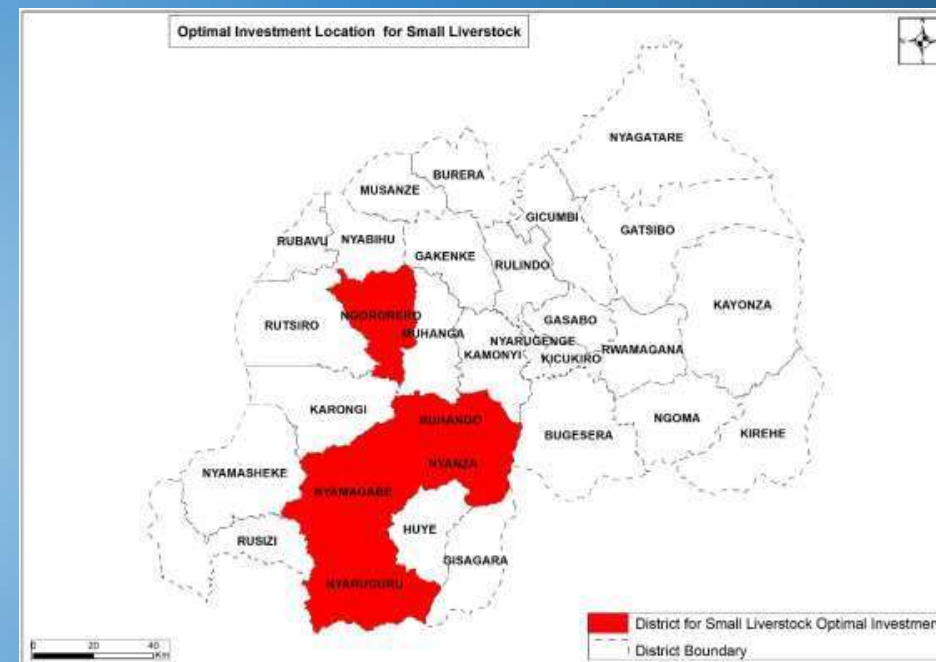 Optimal Investment Location for Small Liverstock
N
NYAGATARE
BURERA
MUSANZE
GICUMBI
GATSIBO
RUBAVU
NYABIHU
GAKENKE
RULINDO
KAYONZA
NGORORERO
GASABO
RUTSIRO
MUHANGA
NYARUGENGE
KAMONYI
KICUKIRO
RWAMAGANA
KARONGI
RUHANGO
NGOMA
BUGESERA
KIREHE
NYAMASHEKE
NYANZA
NYAMAGABE
HUYE
RUSIZI
GISAGARA
NYARUGURU
District for Small Liverstock Optimal Investmen
District Boundary
0 20 40
Km